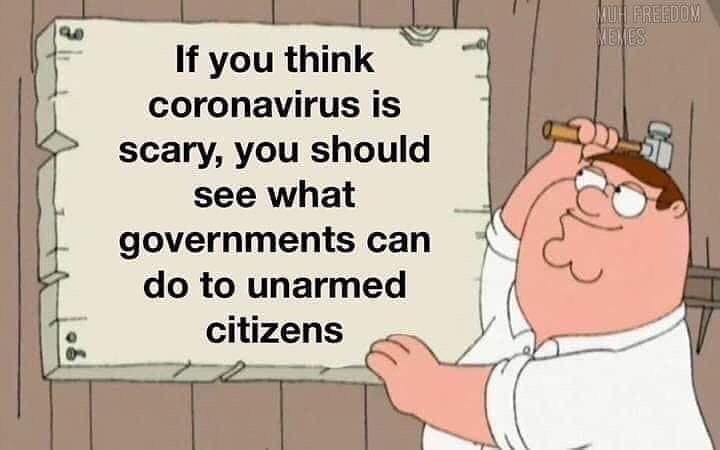 MUH FREEDOM
MEMES
If you think
coronavirus is
scary, you should
see what
governments can
do to unarmed
citizens